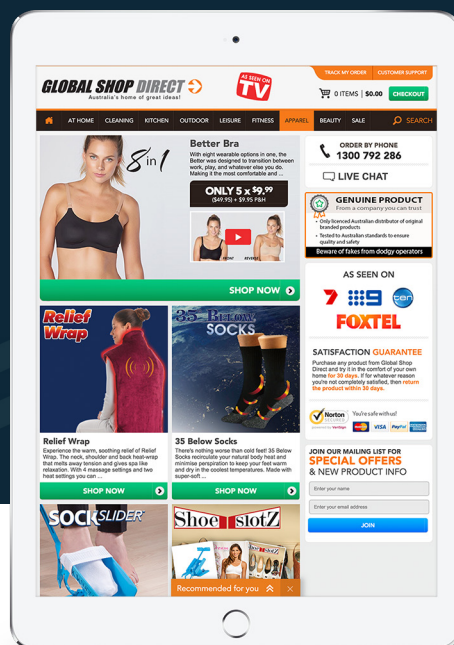 TRACK MY ORDER
CUSTOMER SUPPORT
GLOBAL SHOP DIRECT
Australia's home of great ideas!
AS SEEN ON
TV
0 ITEMS | $0.00
CHECKOUT
AT HOME
CLEANING
KITCHEN
OUTDOOR
LEISURE
FITNESS
APPAREL
BEAUTY
SALE
SEARCH
8 in 1
Better Bra
With eight wearable options in one, the
Better was designed to transition between
work, play, and whatever else you do.
Making it the most comfortable and ...
ONLY 5 x $9.99
($49.95) + $9.95 P&H
FRONT
REVERSE
SHOP NOW
ORDER BY PHONE
1300 792 286
LIVE CHAT
GENUINE PRODUCT
From a company you can trust
• Only licenced Australian distributor of original
branded products
• Tested to Australian standards to ensure
quality and safety
Beware of fakes from dodgy operators
AS SEEN ON
7
9
ten
FOXTEL
SATISFACTION GUARANTEE
Purchase any product from Global Shop
Direct and try it in the comfort of your own
home for 30 days. If for whatever reason
you're not completely satisfied, then return
the product within 30 days.
Norton
SECURED
powered by VeriSign
You're safe with us!
VISA
PayPal
JOIN OUR MAILING LIST FOR
SPECIAL OFFERS
& NEW PRODUCT INFO
Enter your name
Enter your email address
JOIN
Relief
Wrap
Relief Wrap
Experience the warm, soothing relief of Relief
Wrap. The neck, shoulder and back heat-wrap
that melts away tension and gives spa like
relaxation. With 4 massage settings and two
heat settings you can ...
SHOP NOW
35 Below
SOCKS
35 Below Socks
There's nothing worse than cold feet! 35 Below
Socks recirculate your natural body heat and
minimise perspiration to keep your feet warm
and dry in the coolest temperatures. Made with
super-soft ...
SHOP NOW
SOCKSLIDER
Shoe slotZ
Recommended for you